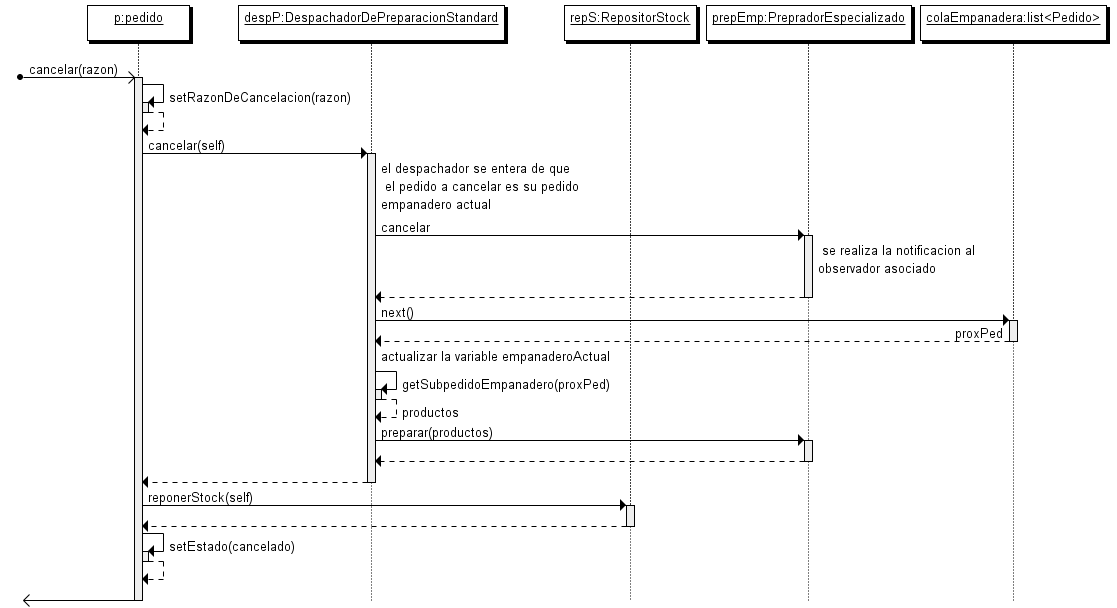 p:pedido
despP:DespachadorDePreparacionStandard
repS:RepositorStock
prepEmp:PrepradorEspecializado
colaEmpanadera:list<Pedido>
cancelar(razon)
setRazonDeCancelacion(razon)
cancelar(self)
el despachador se entera de que
el pedido a cancelar es su pedido
empanadero actual
cancelar
se realiza la notificacion al
observador asociado
next()
proxPed
actualizar la variable empanaderoActual
getSubpedidoEmpanadero(proxPed)
productos
preparar(productos)
reponerStock(self)
setEstado(cancelado)